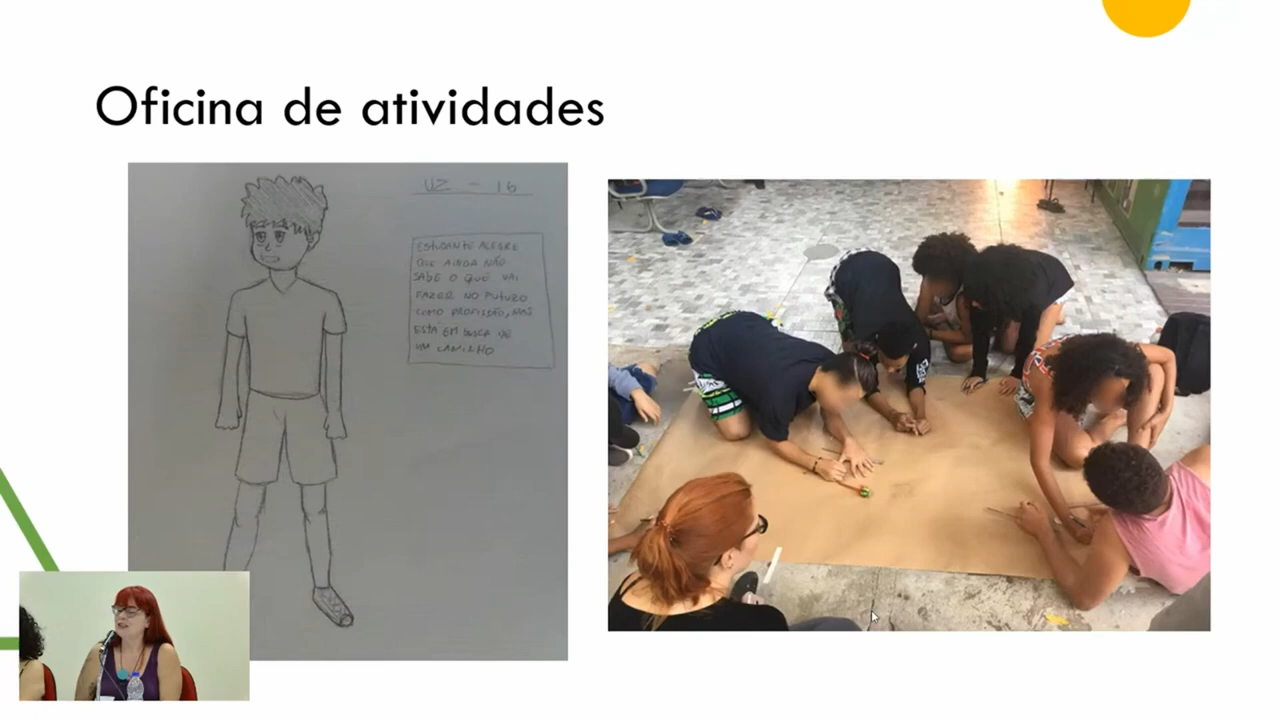 Oficina de atividades
UZ - 16
ESTUDANTE ALEGRE
QUE AINDA NÃO
SABE O QUE VAI
FAZER NO FUTURO
COMO PROFISSÃO, MAS
ESTÁ EM BUSCA DE
UM CAMINHO